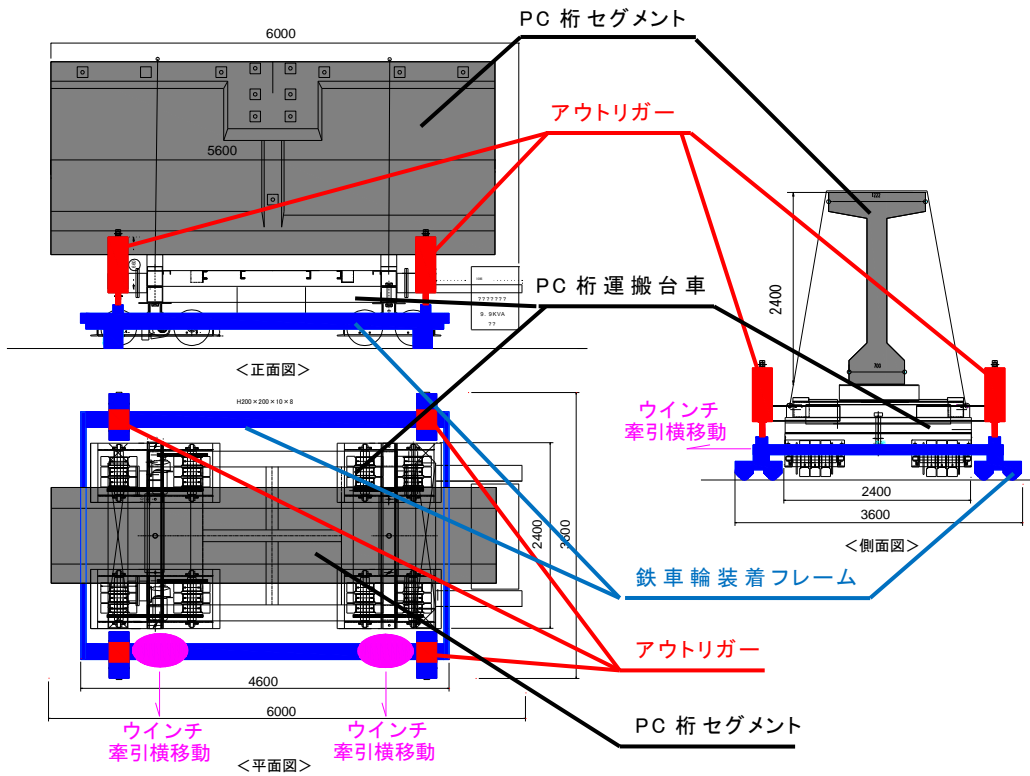 PC 桁 セグメント
6000
アウトリガー
5600
PC 桁 運 搬 台 車
???????
9. 9KVA
??
2400
700
<正面図>
H200×200×10×8
ウインチ
牽引横移動
2400
3600
<側面図>
2400
3600
鉄 車 輪 装 着 フレーム
アウトリガー
4600
6000
PC 桁 セグメント
ウインチ
牽引横移動
ウインチ
牽引横移動
<平面図>